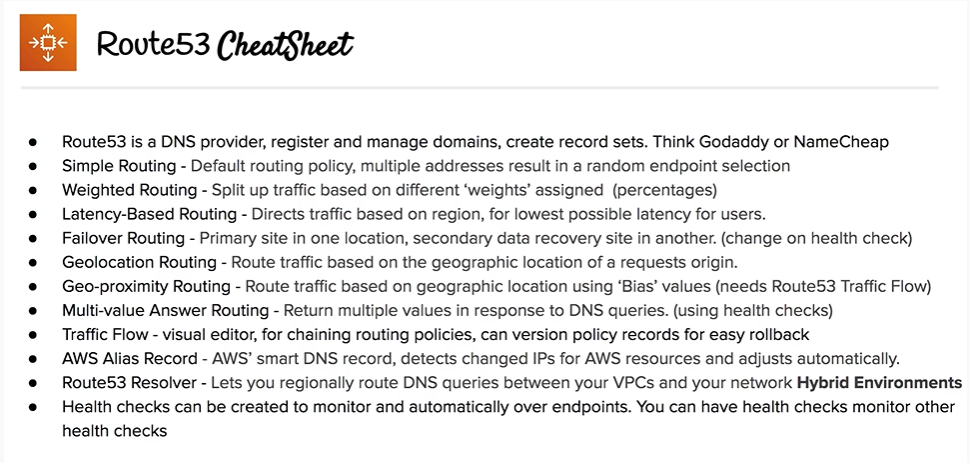 Route53 CheatSheet
● Route53 is a DNS provider, register and manage domains, create record sets. Think Godaddy or NameCheap
● Simple Routing - Default routing policy, multiple addresses result in a random endpoint selection
● Weighted Routing - Split up traffic based on different ‘weights’ assigned (percentages)
● Latency-Based Routing - Directs traffic based on region, for lowest possible latency for users.
● Failover Routing - Primary site in one location, secondary data recovery site in another. (change on health check)
● Geolocation Routing - Route traffic based on the geographic location of a requests origin.
● Geo-proximity Routing - Route traffic based on geographic location using ‘Bias’ values (needs Route53 Traffic Flow)
● Multi-value Answer Routing - Return multiple values in response to DNS queries. (using health checks)
● Traffic Flow - visual editor, for chaining routing policies, can version policy records for easy rollback
● AWS Alias Record - AWS’ smart DNS record, detects changed IPs for AWS resources and adjusts automatically.
● Route53 Resolver - Lets you regionally route DNS queries between your VPCs and your network Hybrid Environments
● Health checks can be created to monitor and automatically over endpoints. You can have health checks monitor other
health checks